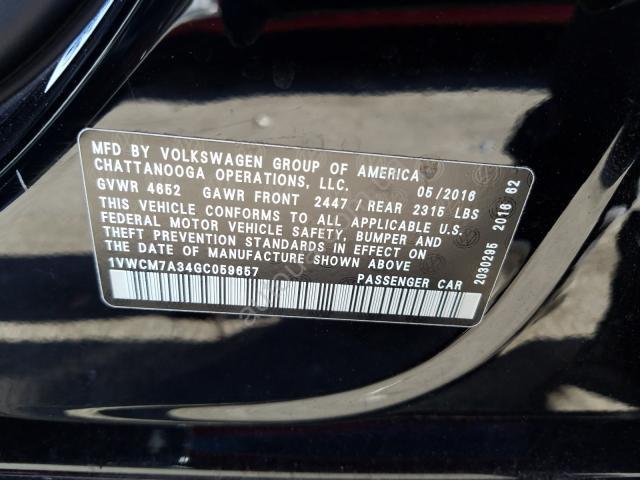 MFD BY VOLKSWAGEN GROUP OF AMERICA
CHATTANOOGA OPERATIONS, LLC. 05/2016
GVWR 4652 GAWR FRONT 2447 / REAR 2315 LBS
THIS VEHICLE CONFORMS TO ALL APPLICABLE U.S.
FEDERAL MOTOR VEHICLE SAFETY, BUMPER AND
THEFT PREVENTION STANDARDS IN EFFECT ON
THE DATE OF MANUFACTURE SHOWN ABOVE
1VWCM7A34GC059657 PASSENGER CAR
2030295 2016 62